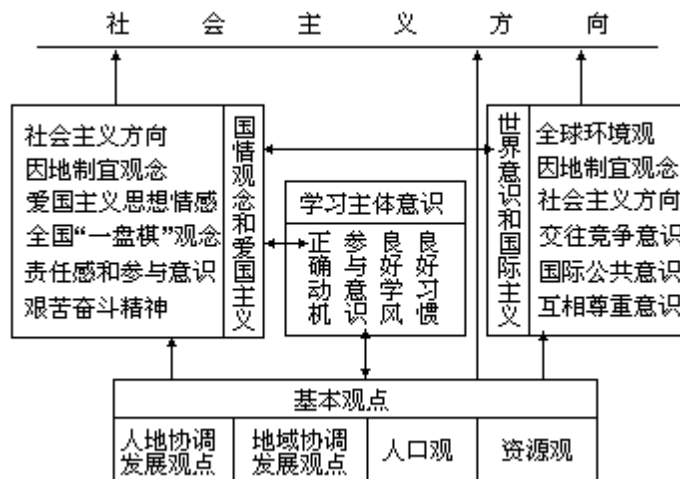 社会主义方向
社会主义方向
因地制宜观念
爱国主义思想情感
全国“一盘棋”观念
责任感和参与意识
艰苦奋斗精神
国情观念和爱国主义
学习主体意识
正确动机
参与意识
良好学风
良好习惯
世界意识和国际主义
全球环境观
因地制宜观念
社会主义方向
交往竞争意识
国际公共意识
互相尊重意识
基本观点
人地协调
发展观点
地域协调
发展观点
人口观
资源观